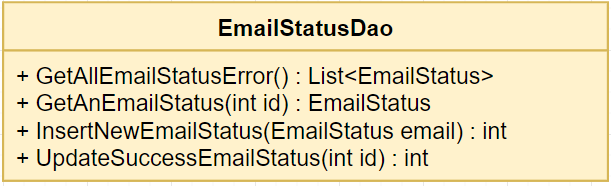 EmailStatusDao
+ GetAllEmailStatusError() : List<EmailStatus>
+ GetAnEmailStatus(int id) : EmailStatus
+ InsertNewEmailStatus(EmailStatus email) : int
+ UpdateSuccessEmailStatus(int id) : int